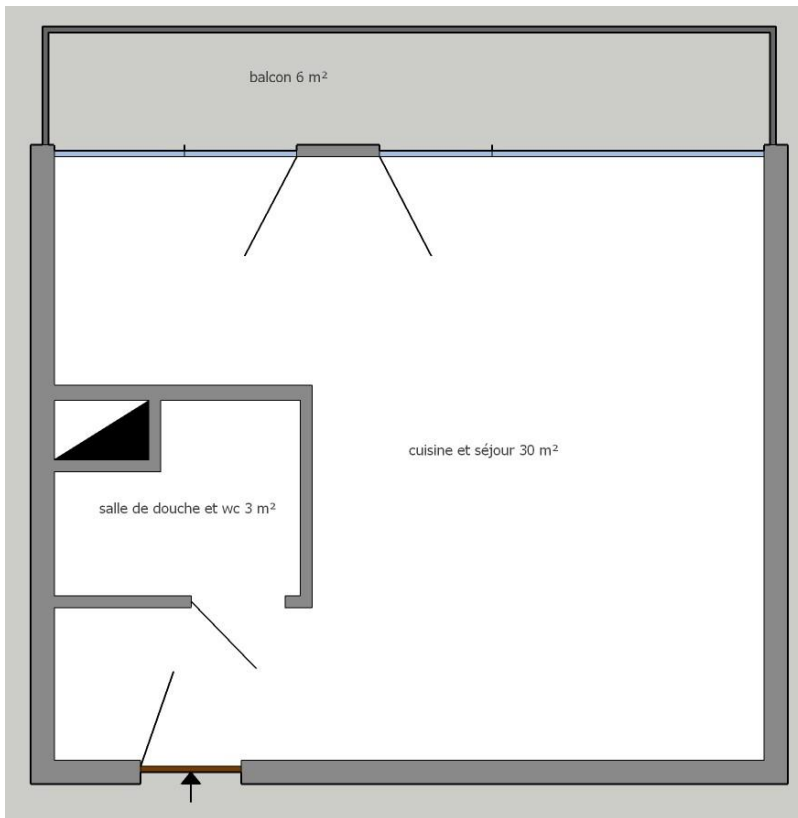 balcon 6 m²
cuisine et séjour 30 m²
salle de douche et wc 3 m²